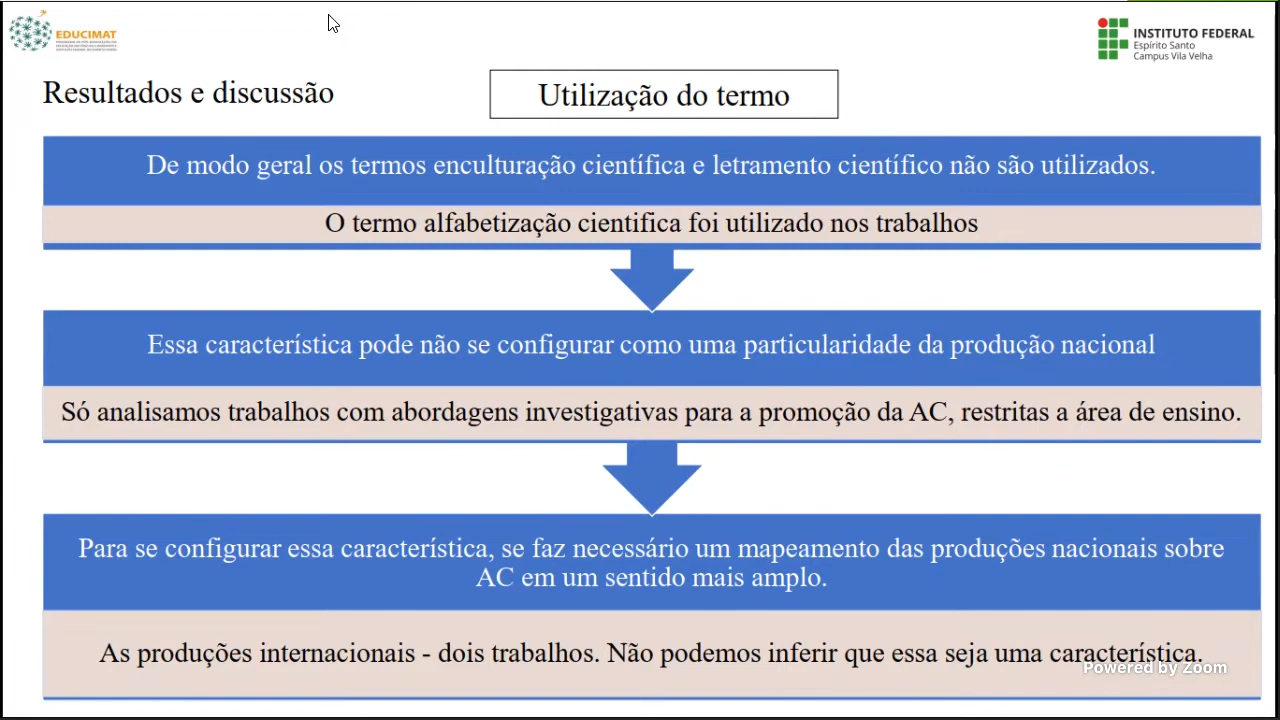 EDUCIMAT
INSTITUTO FEDERAL
Espírito Santo
Campus Vila Velha
Resultados e discussão
Utilização do termo
De modo geral os termos enculturação científica e letramento científico não são utilizados.
O termo alfabetização cientifica foi utilizado nos trabalhos
Essa característica pode não se configurar como uma particularidade da produção nacional
Só analisamos trabalhos com abordagens investigativas para a promoção da AC, restritas a área de ensino.
Para se configurar essa característica, se faz necessário um mapeamento das produções nacionais sobre
AC em um sentido mais amplo.
As produções internacionais - dois trabalhos. Não podemos inferir que essa seja uma característica.
Powered by Zoom